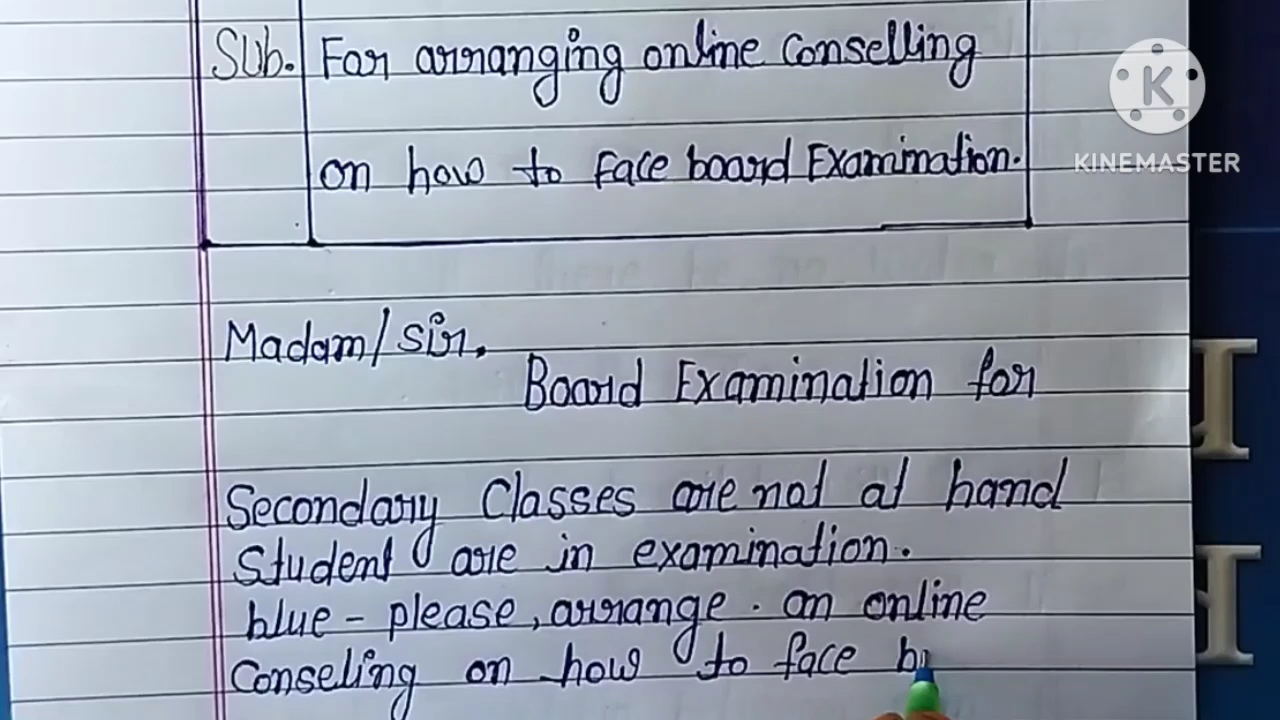 Sub. For arranging online Conselling
on how to Face board Examination.
K
KINEMASTER
Madam/Sir.
Board Examination for
Secondary Classes are not at hand
Student are in examination.
blue - please, arrange. an online
Conseling on how to face